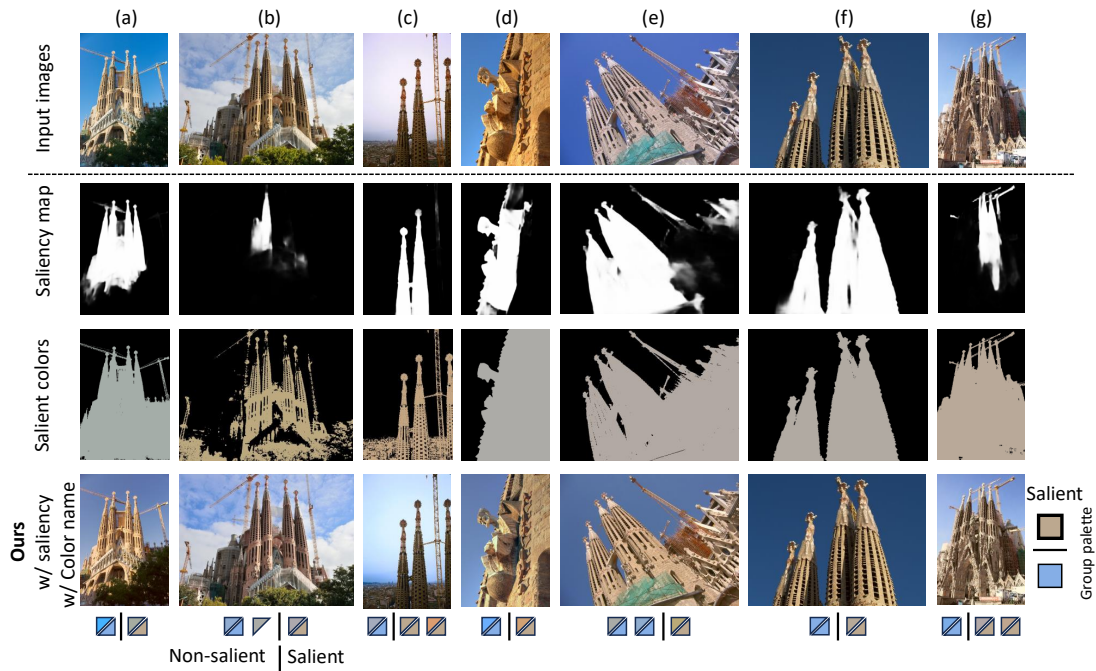 (a) (b) (c) (d) (e) (f) (g)
Input images
Saliency map
Salient colors
Ours
w/ saliency
w/ Color name
Salient
Group palette
Non-salient Salient